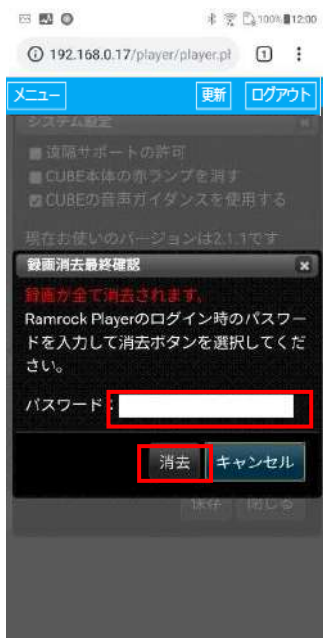 100% 12:00
192.168.0.17/player/player.pl
1
メニュー 更新 ログアウト
システム設定
遠隔サポートの許可
CUBE本体の赤ランプを消す
CUBEの音声ガイダンスを使用する
現在お使いのバージョンは2.1.1です
録画消去最終確認
録画が全て消去されます。
Ramrock Playerのログイン時のパスワー
ドを入力して消去ボタンを選択してくだ
さい。
パスワード：
消去 キャンセル
保存 閉じる